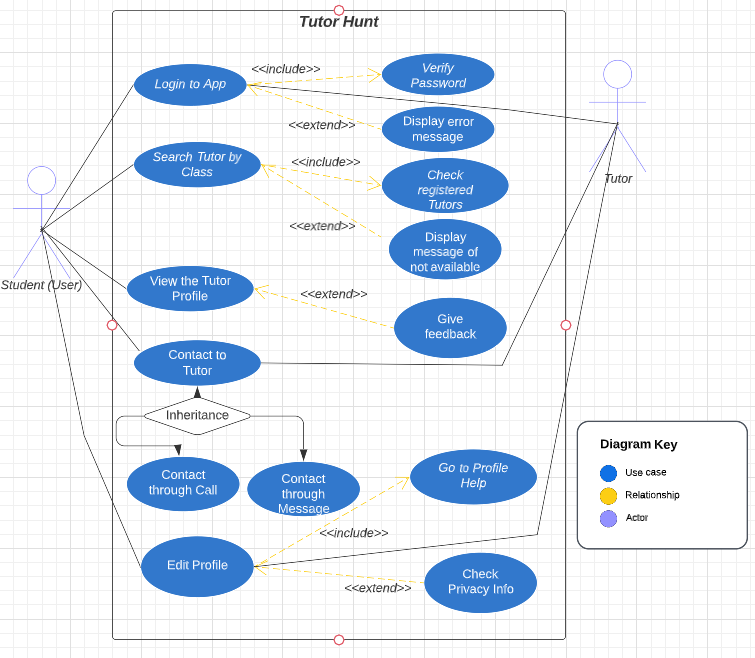 Tutor Hunt
<<include>>
Verify
Password
Login to App
<<extend>>
Display error
message
Search Tutor by
Class
<<include>>
Check
registered
Tutors
Tutor
<<extend>>
Display
message of
not available
Student (User)
View the Tutor
Profile
<<extend>>
Give
feedback
Contact to
Tutor
Inheritance
Contact
through Call
Contact
through
Message
Go to Profile
Help
<<include>>
Edit Profile
<<extend>>
Check
Privacy Info
Diagram Key
Use case
Relationship
Actor